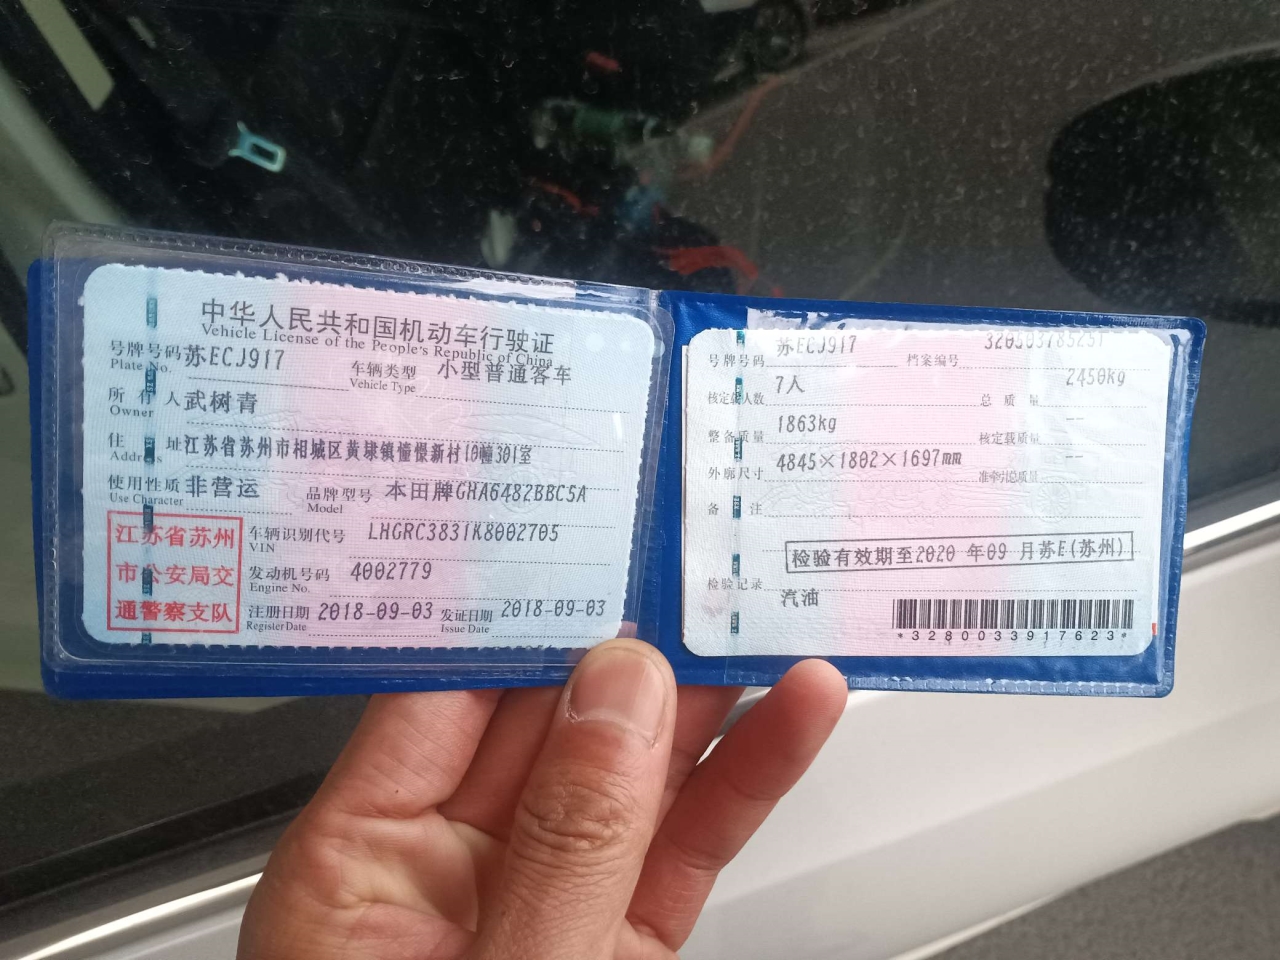 中华人民共和国机动车行驶证
Vehicle License of the People's Republic of China
号牌号码 苏ECJ917 车辆类型 小型普通客车
Plate No. Vehicle Type
所有人 武树青
Owner
住址 江苏省苏州市相城区黄埭镇憧憬新村10幢301室
Address
使用性质 非营运 品牌型号 本田牌GHA6482BBC5A
Use Character Model
江苏省苏州
市公安局交
通警察支队
车辆识别代号 LHGRC3831K8002705
VIN
发动机号码 4002779
Engine No.
注册日期 2018-09-03 发证日期 2018-09-03
Register Date Issue Date
号牌号码 苏ECJ917 档案编号
核定载人数 7人 总质量 2450kg
整备质量 1863kg 核定载质量 --
外廓尺寸 4845×1802×1697mm 准牵引总质量 --
备注
检验有效期至2020 年09 月苏E(苏州)
检验记录
汽油
*3280033917623*